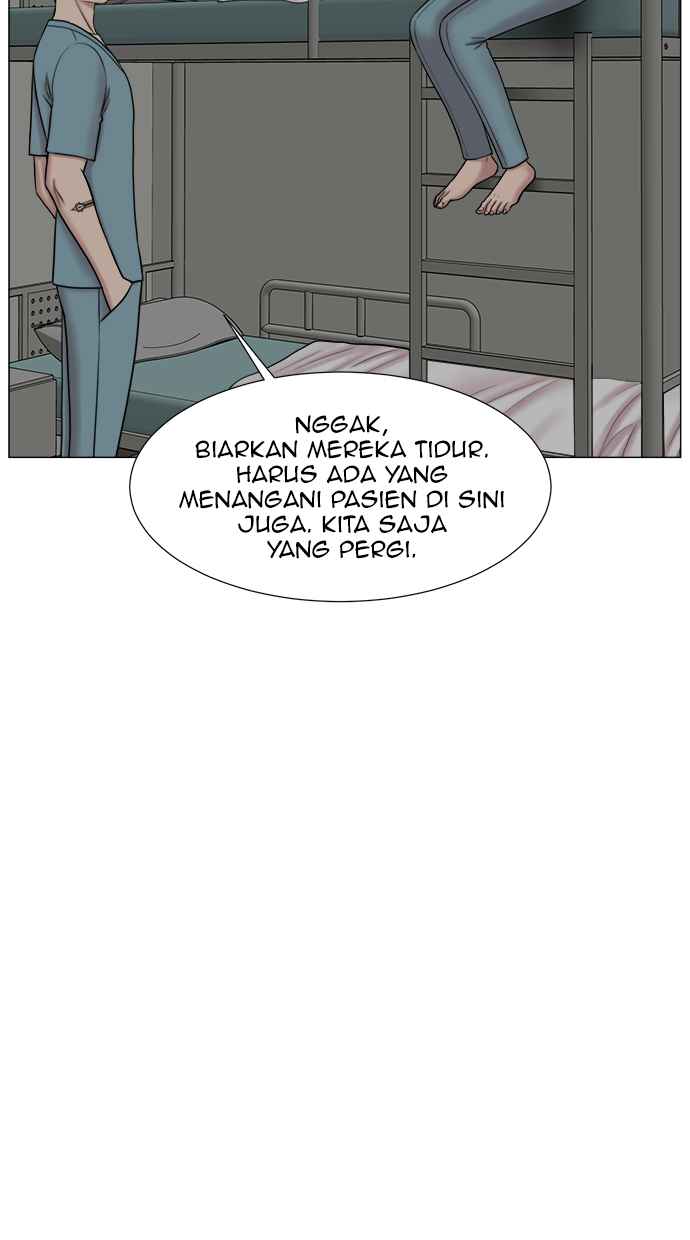 NGGAK,
BIARKAN MEREKA TIDUR.
HARUS ADA YANG
MENANGANI PASIEN DI SINI
JUGA. KITA SAJA
YANG PERGI.